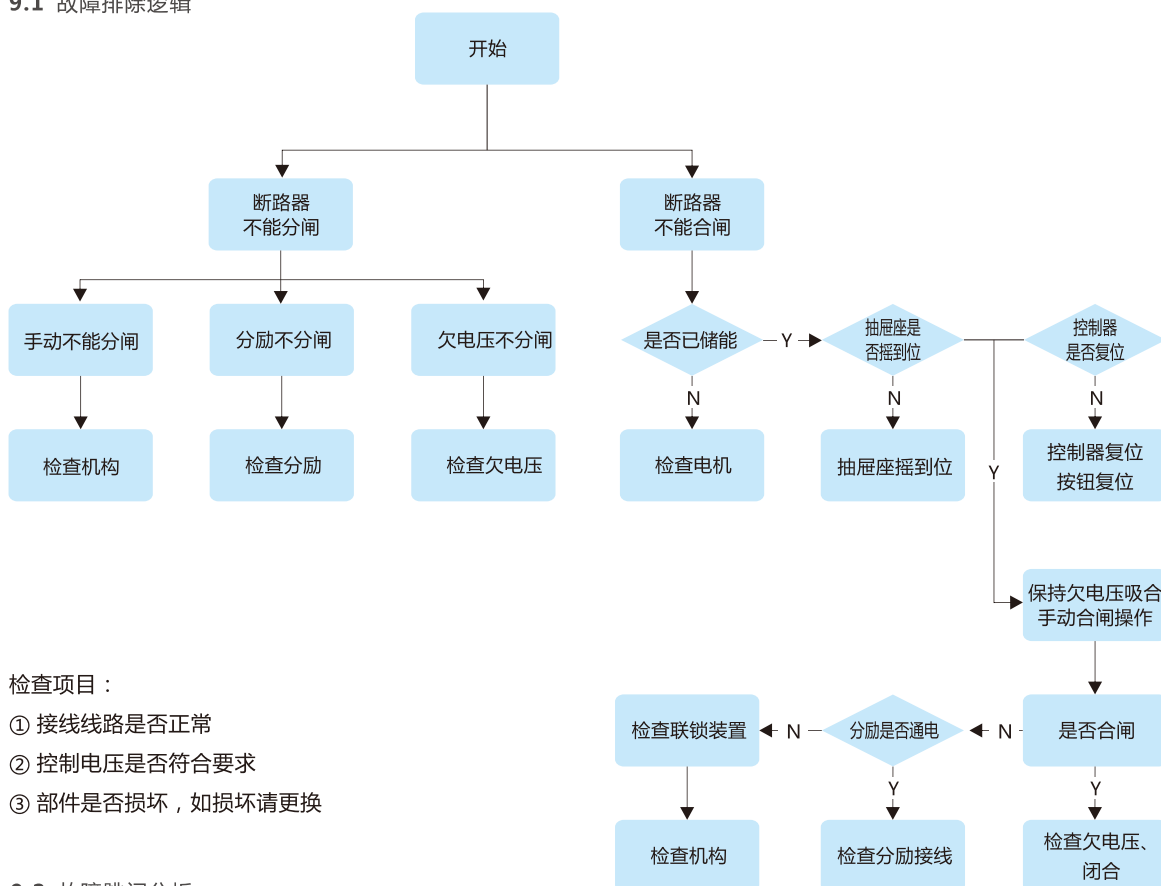 9.1 故障排除逻辑
开始
断路器
不能分闸
断路器
不能合闸
手动不能分闸
分励不分闸
欠电压不分闸
是否已储能
Y
抽屉座是
否摇到位
控制器
是否复位
N
N
N
检查机构
检查分励
检查欠电压
检查电机
抽屉座摇到位
Y
控制器复位
按钮复位
保持欠电压吸合
手动合闸操作
检查项目：
① 接线线路是否正常
② 控制电压是否符合要求
③ 部件是否损坏，如损坏请更换
检查联锁装置
N
分励是否通电
N
是否合闸
Y
Y
检查机构
检查分励接线
检查欠电压、
闭合